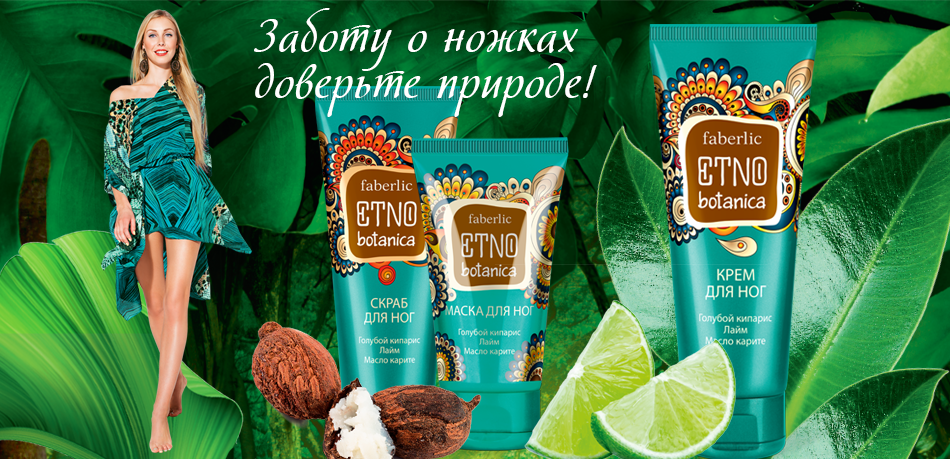 Заботу о ножках
доверьте природе!
faberlic
ETNO
botanica
СКРАБ
ДЛЯ НОГ
Голубой кипарис
Лайм
Масло карите
faberlic
ETNO
botanica
МАСКА ДЛЯ НОГ
Голубой кипарис
Лайм
Масло карите
faberlic
ETNO
botanica
КРЕМ
ДЛЯ НОГ
Голубой кипарис
Лайм
Масло карите